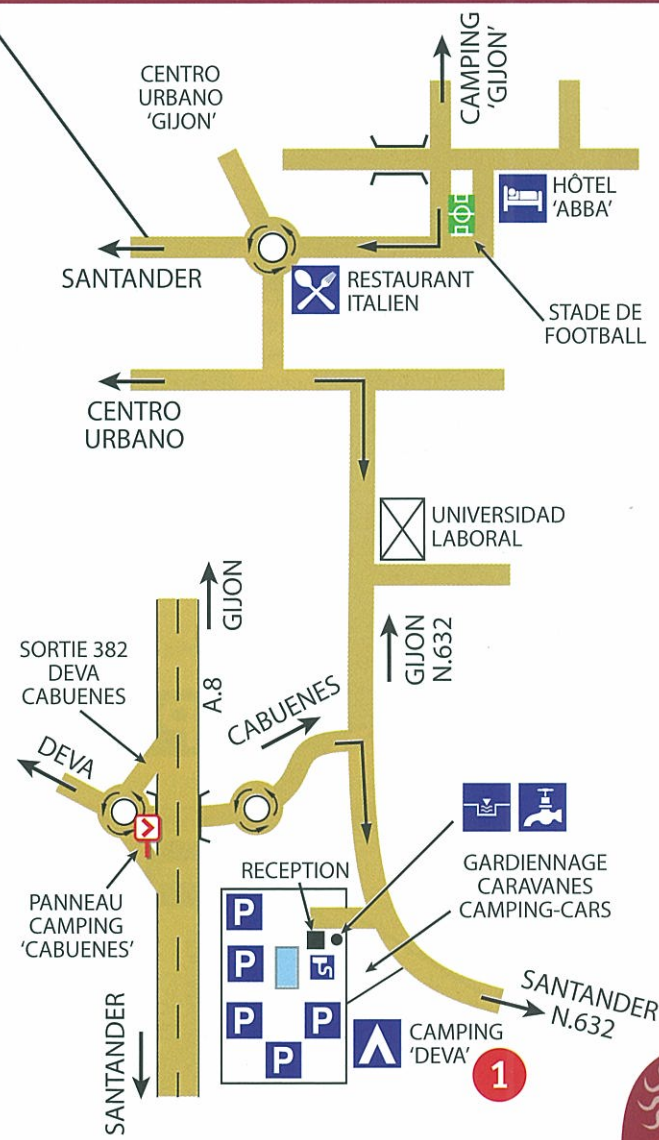 CENTRO
URBANO
'GIJON'
CAMPING
'GIJON'
HÔTEL
'ABBA'
SANTANDER
RESTAURANT
ITALIEN
STADE DE
FOOTBALL
CENTRO
URBANO
UNIVERSIDAD
LABORAL
GIJON
SORTIE 382
DEVA
CABUENES
A.8
GIJON
N.632
CABUENES
DEVA
PANNEAU
CAMPING
'CABUENES'
RECEPTION
GARDIENNAGE
CARAVANES
CAMPING-CARS
P
P
P
P
P
SANTANDER
N.632
CAMPING
'DEVA'
1
SANTANDER